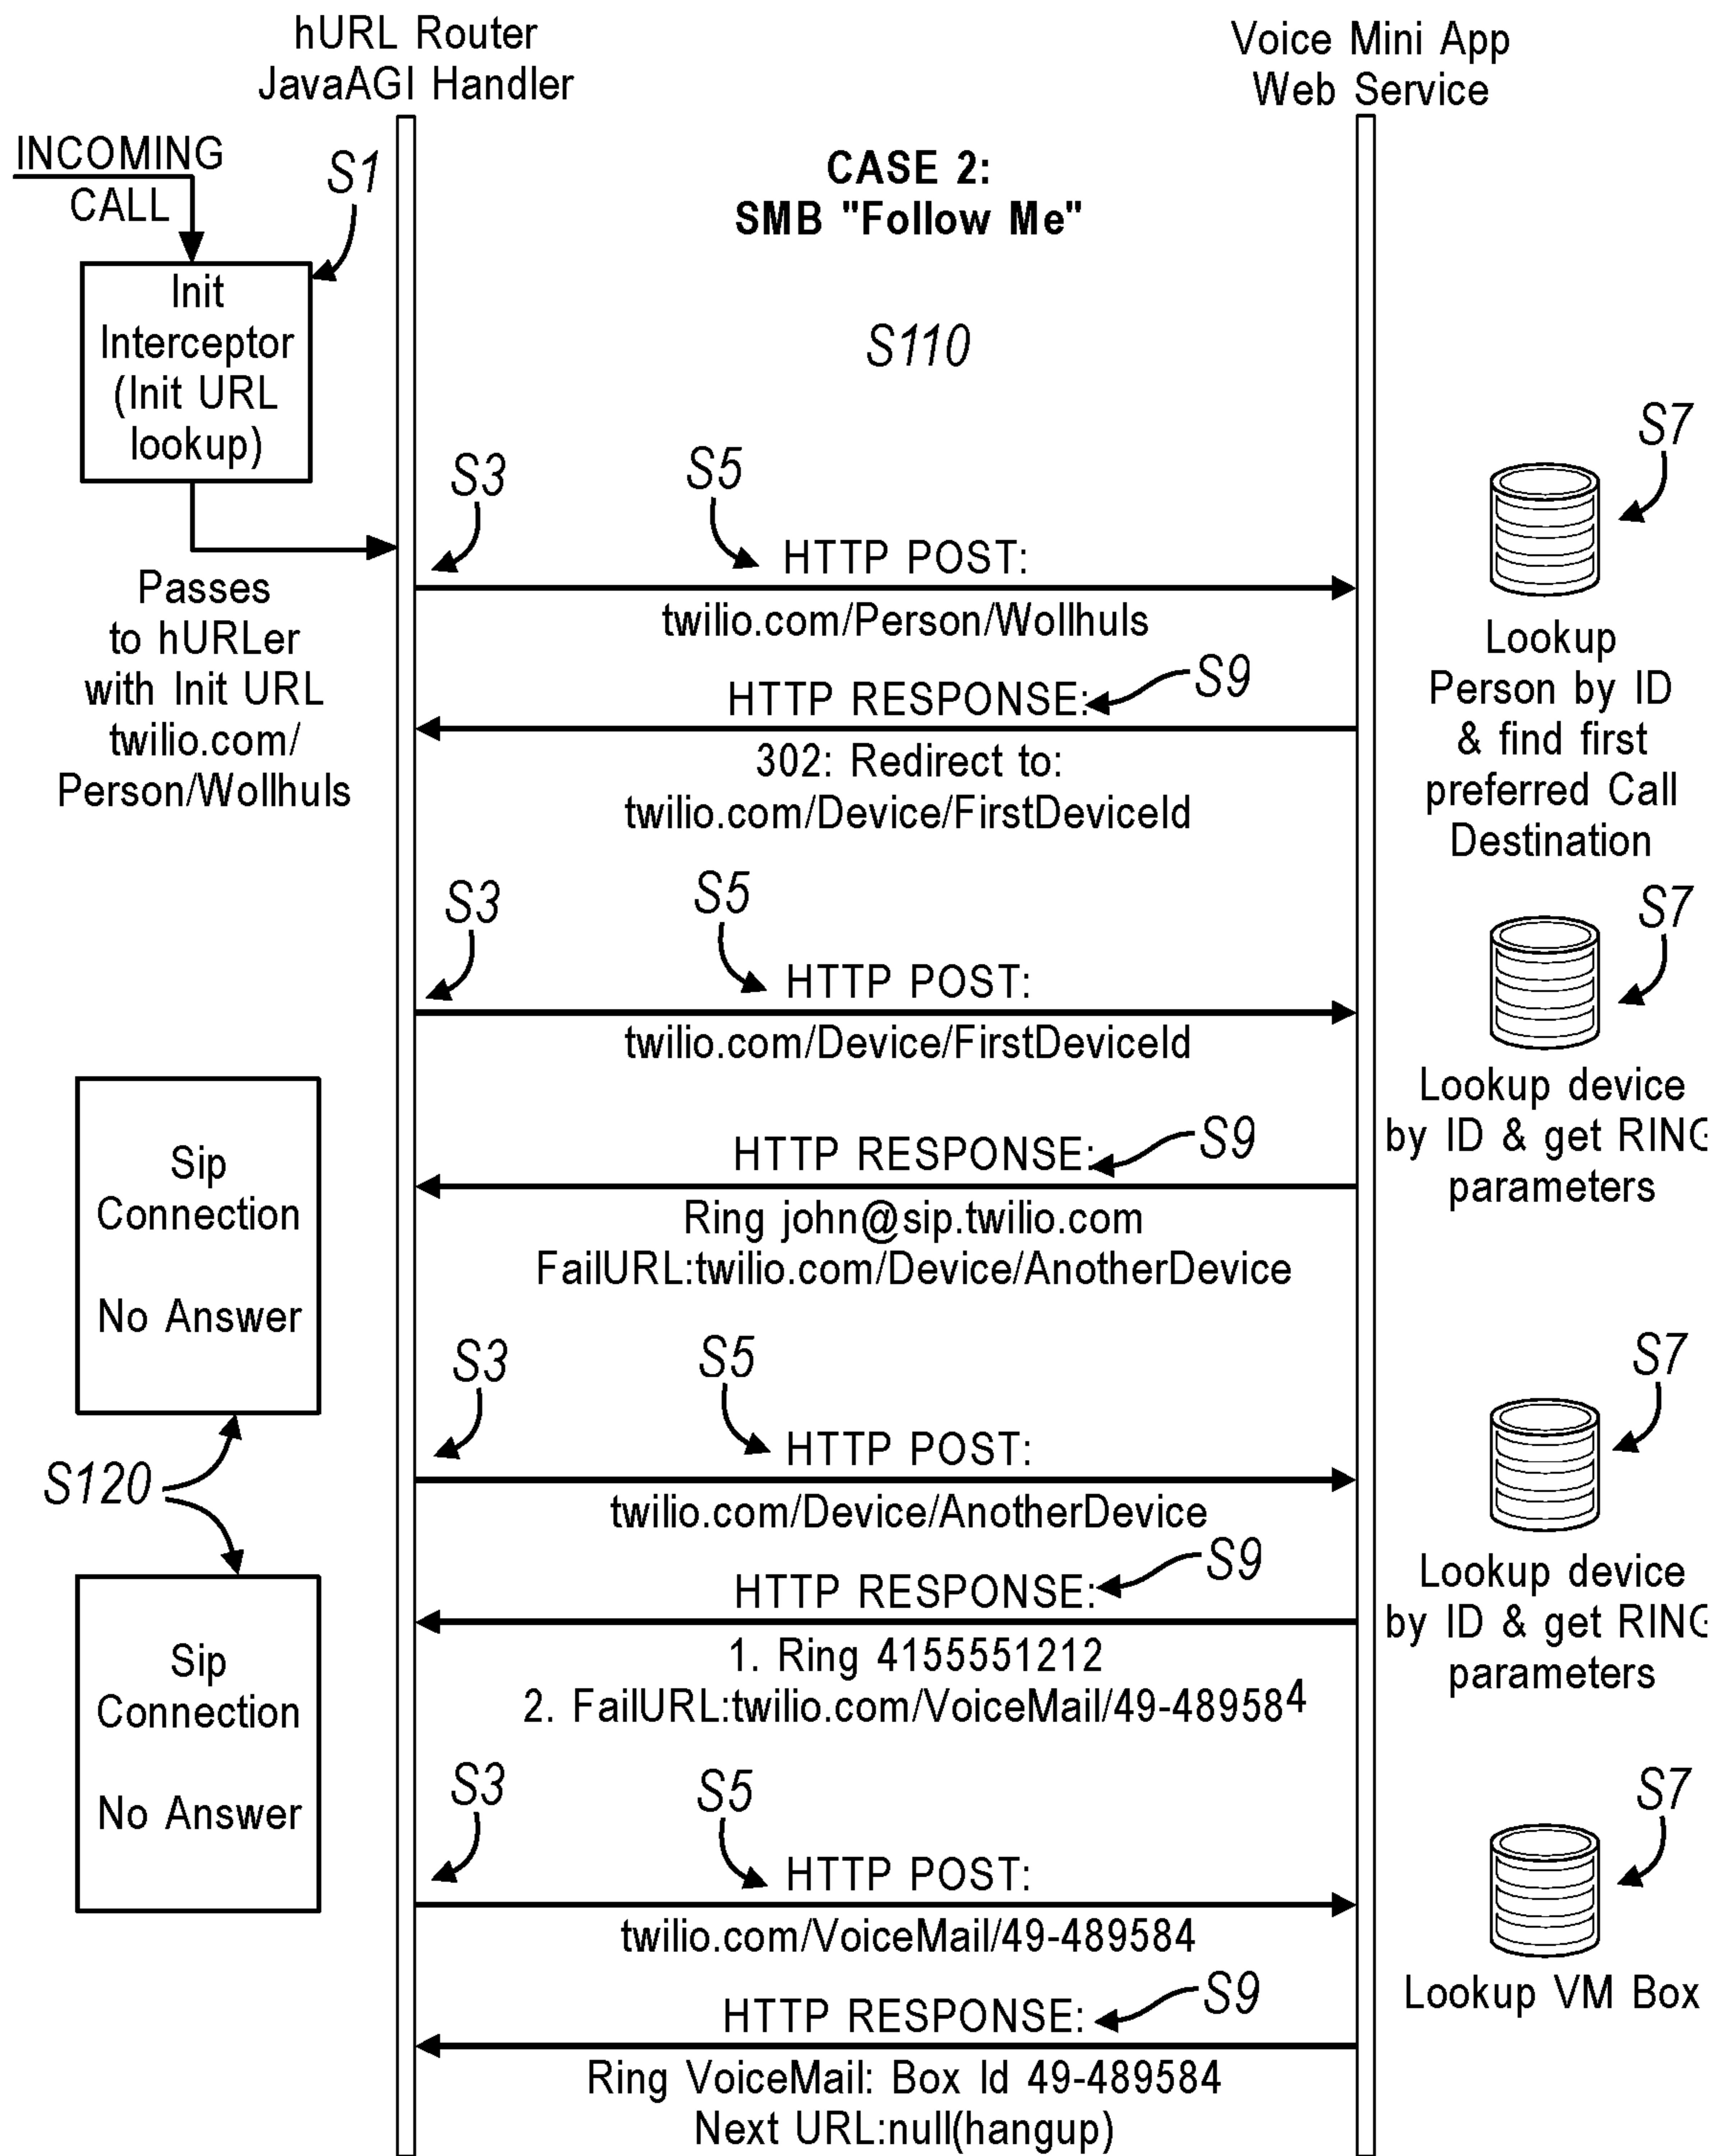 hURL Router
JavaAGI Handler
Voice Mini App
Web Service
INCOMING
CALL
S1
CASE 2:
SMB "Follow Me"
Init
Interceptor
(Init URL
lookup)
S110
S7
S3
S5
HTTP POST:
twilio.com/Person/Wollhuls
Passes
to hURLer
with Init URL
twilio.com/
Person/Wollhuls
Lookup
Person by ID
& find first
preferred Call
Destination
HTTP RESPONSE:
S9
302: Redirect to:
twilio.com/Device/FirstDeviceId
S3
S5
S7
HTTP POST:
twilio.com/Device/FirstDeviceId
Lookup device
by ID & get RING
parameters
Sip
Connection
No Answer
HTTP RESPONSE:
S9
Ring john@sip.twilio.com
FailURL:twilio.com/Device/AnotherDevice
S3
S5
S7
S120
HTTP POST:
twilio.com/Device/AnotherDevice
Lookup device
by ID & get RING
parameters
HTTP RESPONSE:
S9
1. Ring 4155551212
2. FailURL:twilio.com/VoiceMail/49-489584
Sip
Connection
No Answer
S3
S5
S7
HTTP POST:
twilio.com/VoiceMail/49-489584
Lookup VM Box
HTTP RESPONSE:
S9
Ring VoiceMail: Box Id 49-489584
Next URL:null(hangup)